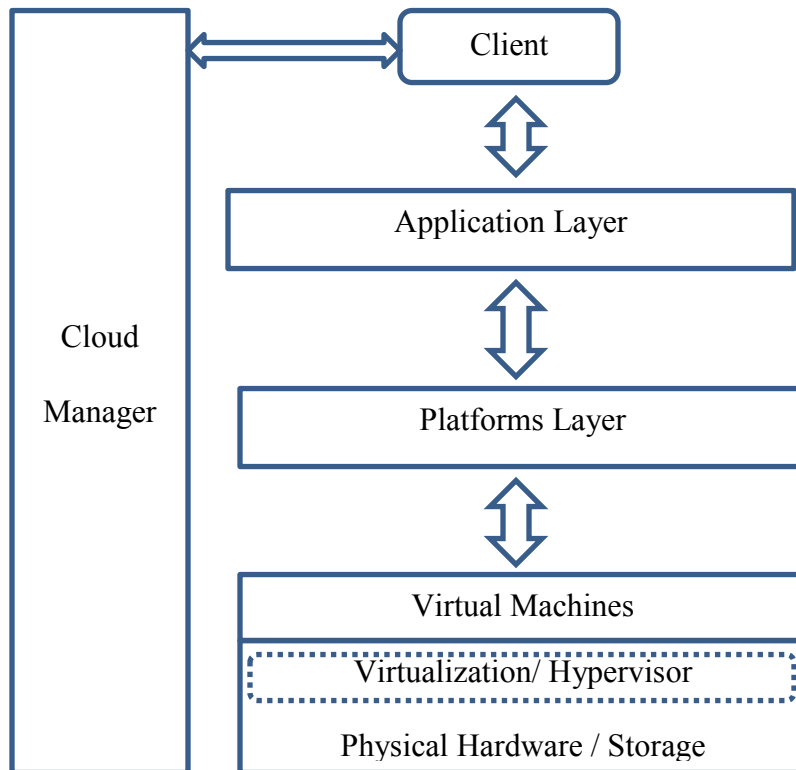 Client
Application Layer
Cloud
Manager
Platforms Layer
Virtual Machines
Virtualization/ Hypervisor
Physical Hardware / Storage